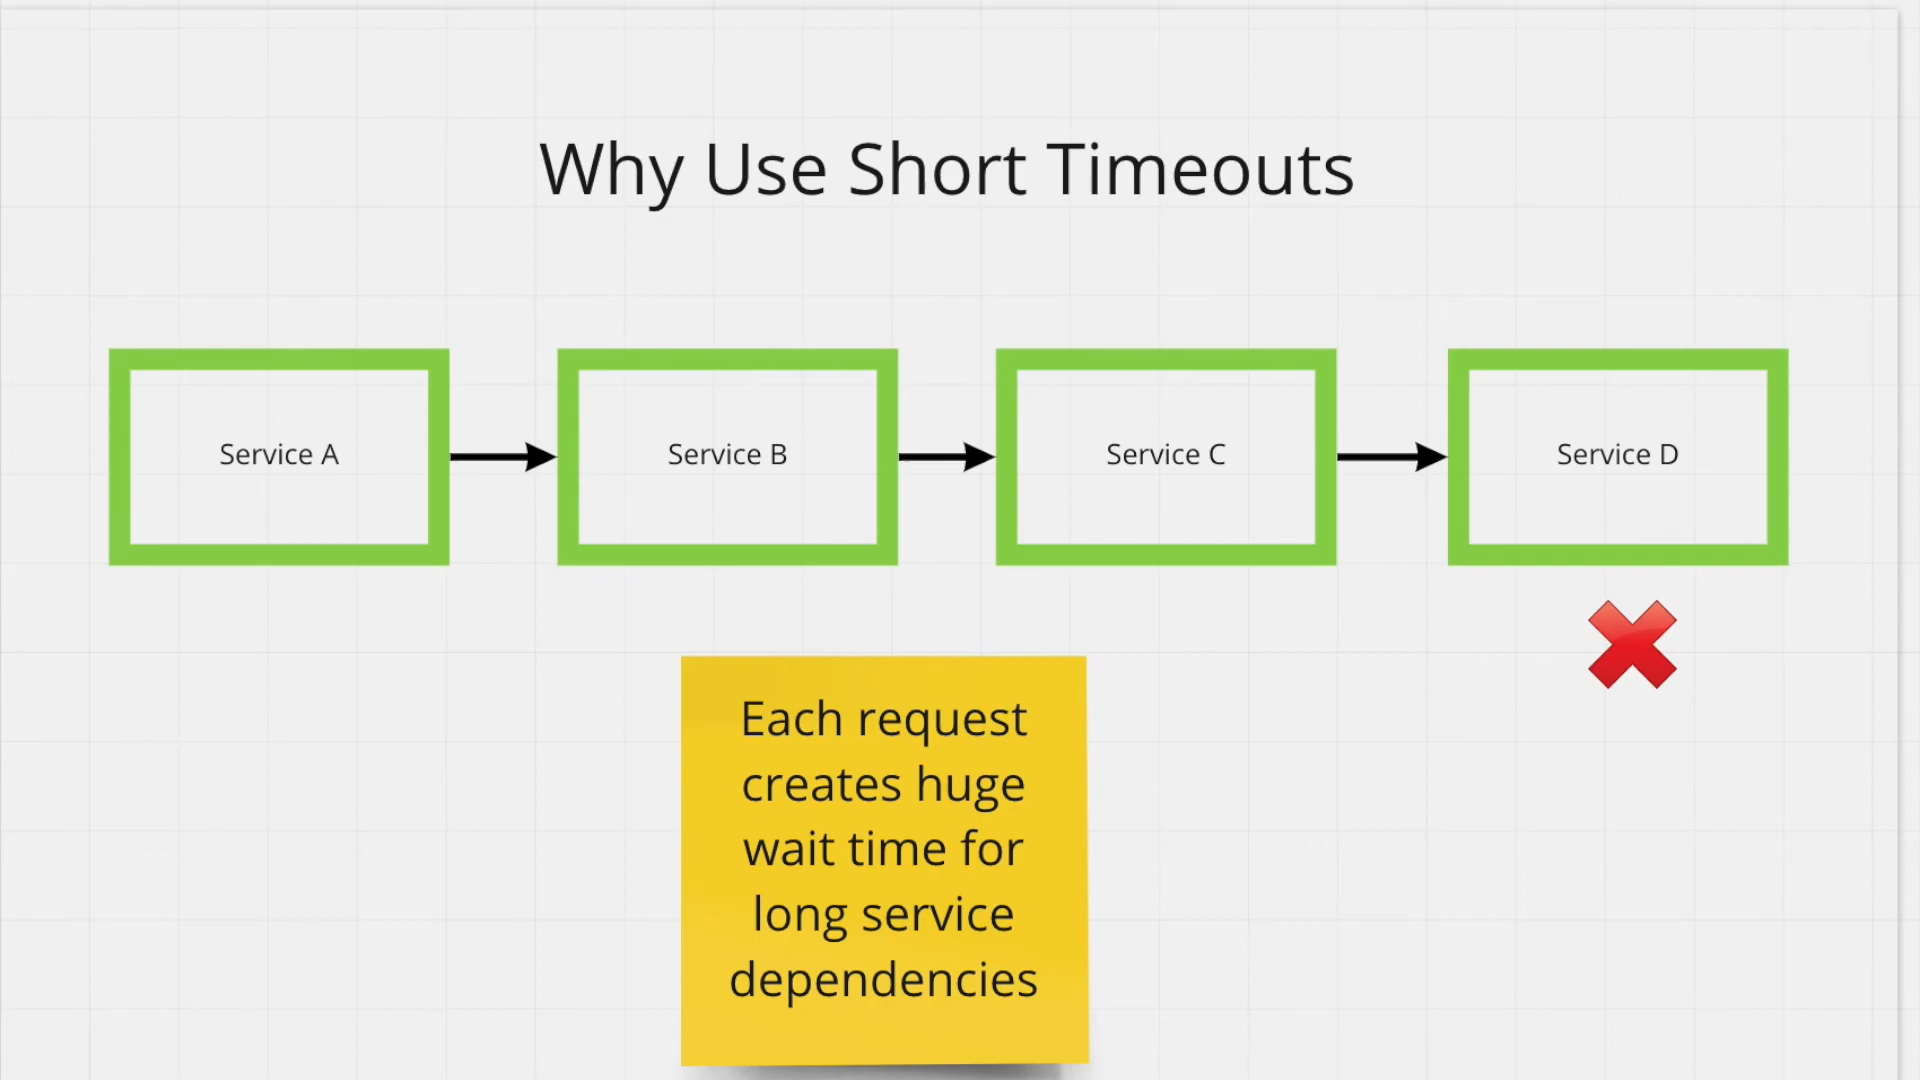 Why Use Short Timeouts
Service A
Service B
Service C
Service D
Each request
creates huge
wait time for
long service
dependencies